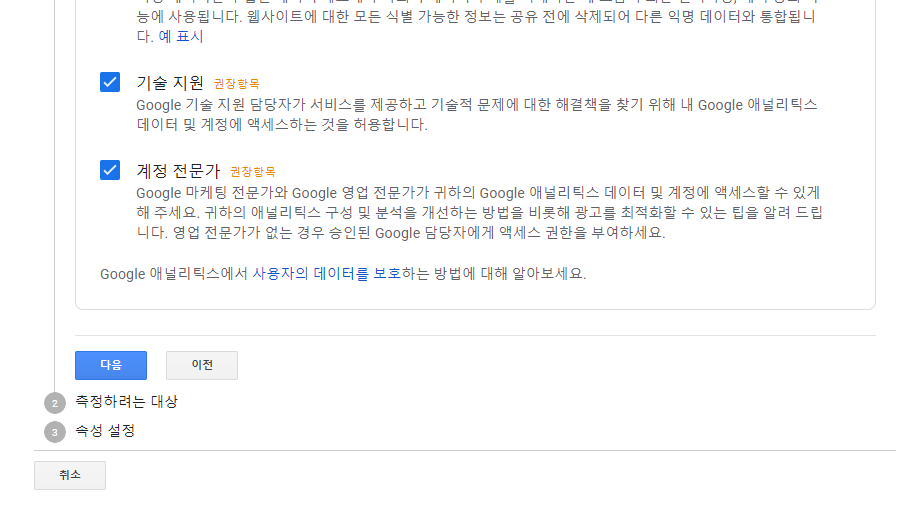 능에 사용됩니다. 웹사이트에 대한 모든 식별 가능한 정보는 공유 전에 삭제되어 다른 익명 데이터와 통합됩니
다. 예 표시
기술 지원 권장항목
Google 기술 지원 담당자가 서비스를 제공하고 기술적 문제에 대한 해결책을 찾기 위해 내 Google 애널리틱스
데이터 및 계정에 액세스하는 것을 허용합니다.
계정 전문가 권장항목
Google 마케팅 전문가와 Google 영업 전문가가 귀하의 Google 애널리틱스 데이터 및 계정에 액세스할 수 있게
해 주세요. 귀하의 애널리틱스 구성 및 분석을 개선하는 방법을 비롯해 광고를 최적화할 수 있는 팁을 알려 드립
니다. 영업 전문가가 없는 경우 승인된 Google 담당자에게 액세스 권한을 부여하세요.
Google 애널리틱스에서 사용자의 데이터를 보호하는 방법에 대해 알아보세요.
다음 이전
2 측정하려는 대상
3 속성 설정
취소